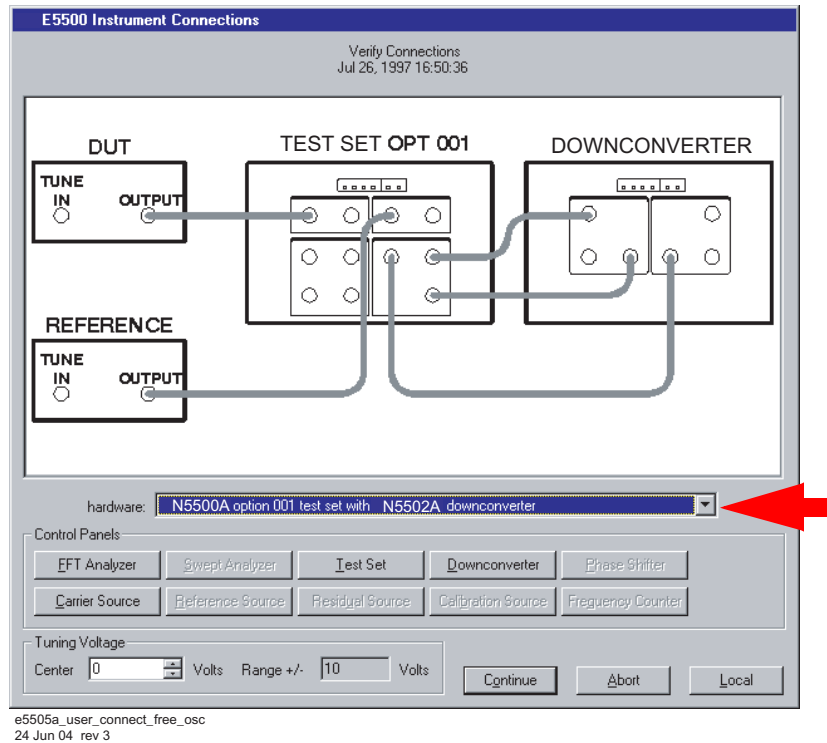 E5500 Instrument Connections
Verify Connections
Jul 26, 1997 16:50:36
DUT
TEST SET OPT 001
DOWNCONVERTER
TUNE
IN
OUTPUT
REFERENCE
TUNE
IN
OUTPUT
hardware: N5500A option 001 test set with N5502A downconverter
Control Panels
FFT Analyzer Swept Analyzer Test Set Downconverter Phase Shifter
Carrier Source Reference Source Residual Source Calibration Source Frequency Counter
Tuning Voltage
Center 0 Volts Range +/- 10 Volts Continue Abort Local
e5505a_user_connect_free_osc
24 Jun 04 rev 3